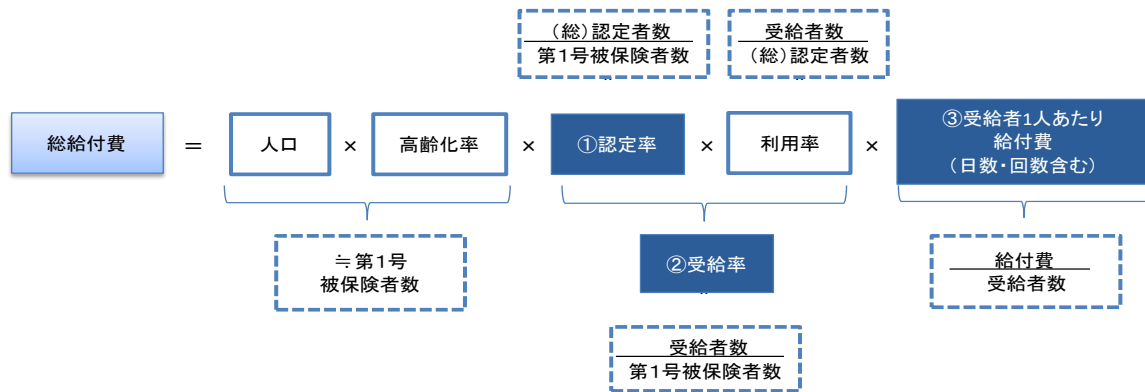 (総)認定者数
第1号被保険者数
受給者数
(総)認定者数
総給付費
=
人口
×
高齢化率
×
①認定率
×
利用率
×
③受給者1人あたり
給付費
(日数・回数含む)
≒第1号
被保険者数
②受給率
給付費
受給者数
受給者数
第1号被保険者数